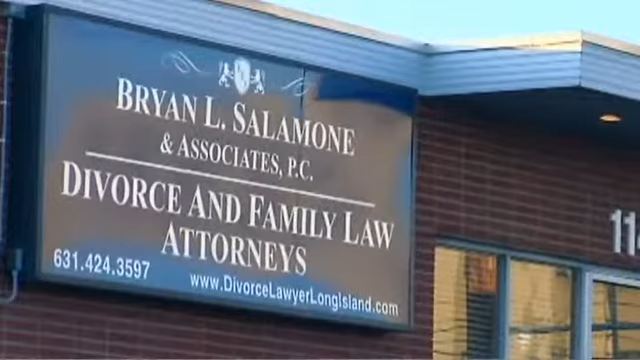 BRYAN L. SALAMONE
& ASSOCIATES, P.C.
DIVORCE AND FAMILY LAW
ATTORNEYS
631.424.3597
www.DivorceLawyerLongIsland.com